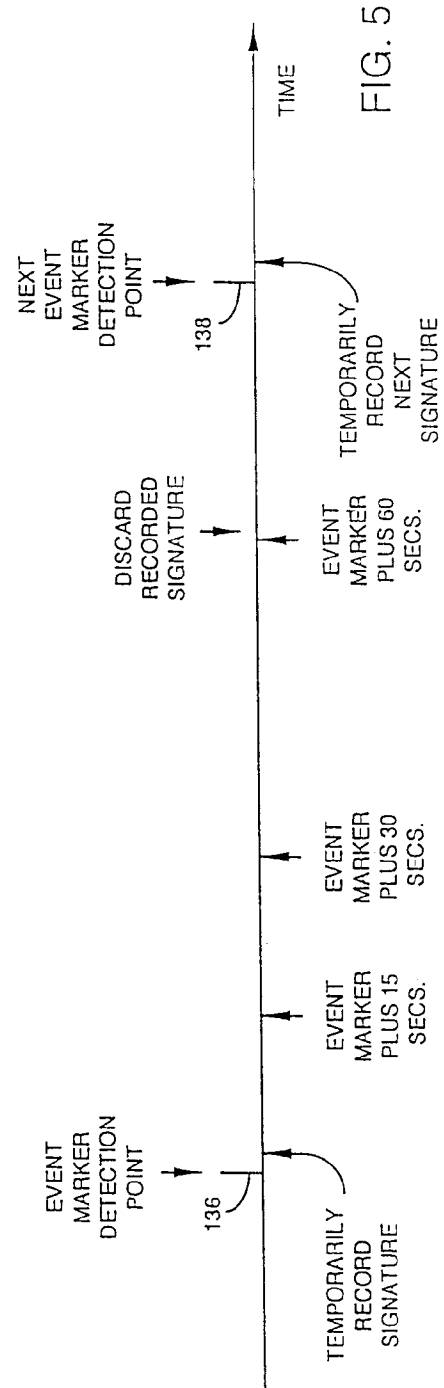 EVENT
MARKER
DETECTION
POINT
136
TEMPORARILY
RECORD
SIGNATURE
EVENT
MARKER
PLUS 15
SECS.
EVENT
MARKER
PLUS 30
SECS.
DISCARD
RECORDED
SIGNATURE
EVENT
MARKER
PLUS 60
SECS.
NEXT
EVENT
MARKER
DETECTION
POINT
138
TEMPORARILY
RECORD
NEXT
SIGNATURE
TIME
FIG. 5